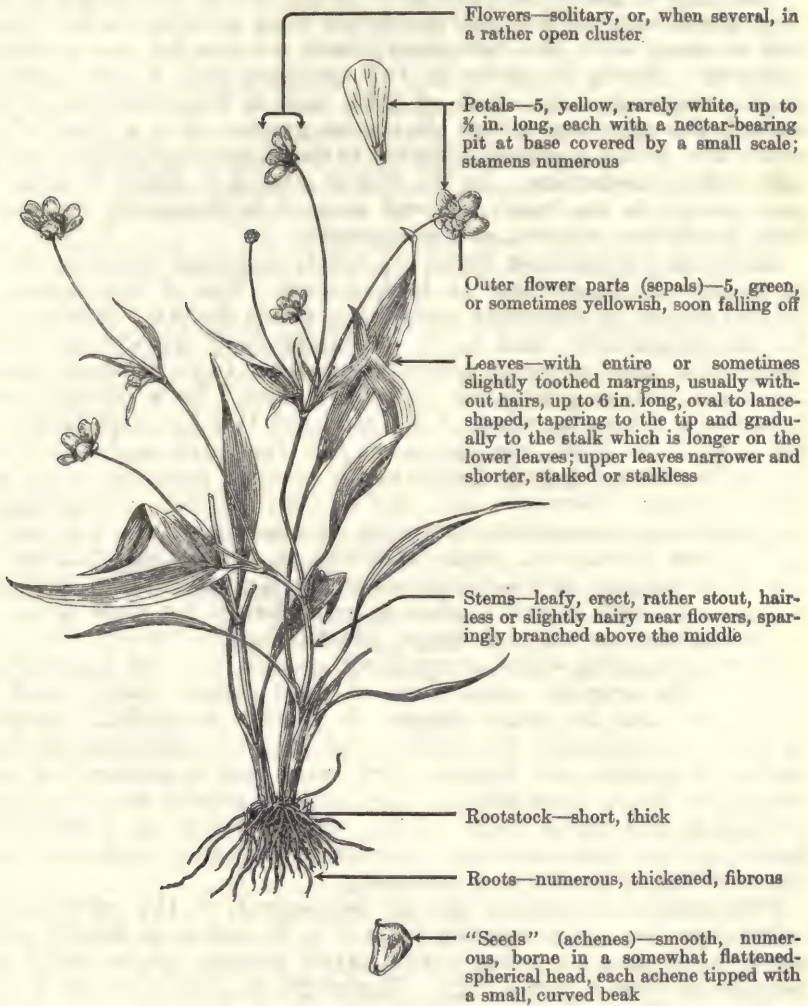 Flowers—solitary, or, when several, in
a rather open cluster
Petals—5, yellow, rarely white, up to
⅝ in. long, each with a nectar-bearing
pit at base covered by a small scale;
stamens numerous
Outer flower parts (sepals)—5, green,
or sometimes yellowish, soon falling off
Leaves—with entire or sometimes
slightly toothed margins, usually with-
out hairs, up to 6 in. long, oval to lance-
shaped, tapering to the tip and gradu-
ally to the stalk which is longer on the
lower leaves; upper leaves narrower and
shorter, stalked or stalkless
Stems—leafy, erect, rather stout, hair-
less or slightly hairy near flowers, spar-
ingly branched above the middle
Rootstock—short, thick
Roots—numerous, thickened, fibrous
"Seeds" (achenes)—smooth, numer-
ous, borne in a somewhat flattened-
spherical head, each achene tipped with
a small, curved beak